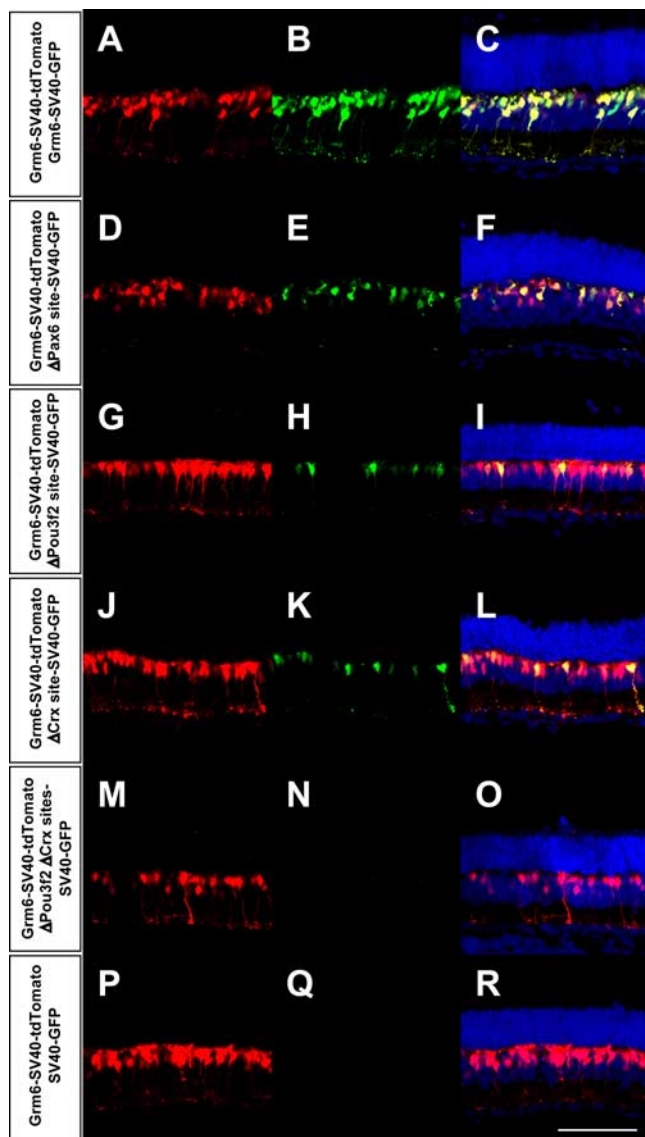 A
B
C
Grm6-SV40-tdTomato
Grm6-SV40-GFP
D
E
F
Grm6-SV40-tdTomato
ΔPax6 site-SV40-GFP
G
H
I
Grm6-SV40-tdTomato
ΔPou3f2 site-SV40-GFP
J
K
L
Grm6-SV40-tdTomato
ΔCrx site-SV40-GFP
M
N
O
Grm6-SV40-tdTomato
ΔPou3f2 ΔCrx sites-
SV40-GFP
P
Q
R
Grm6-SV40-tdTomato
SV40-GFP